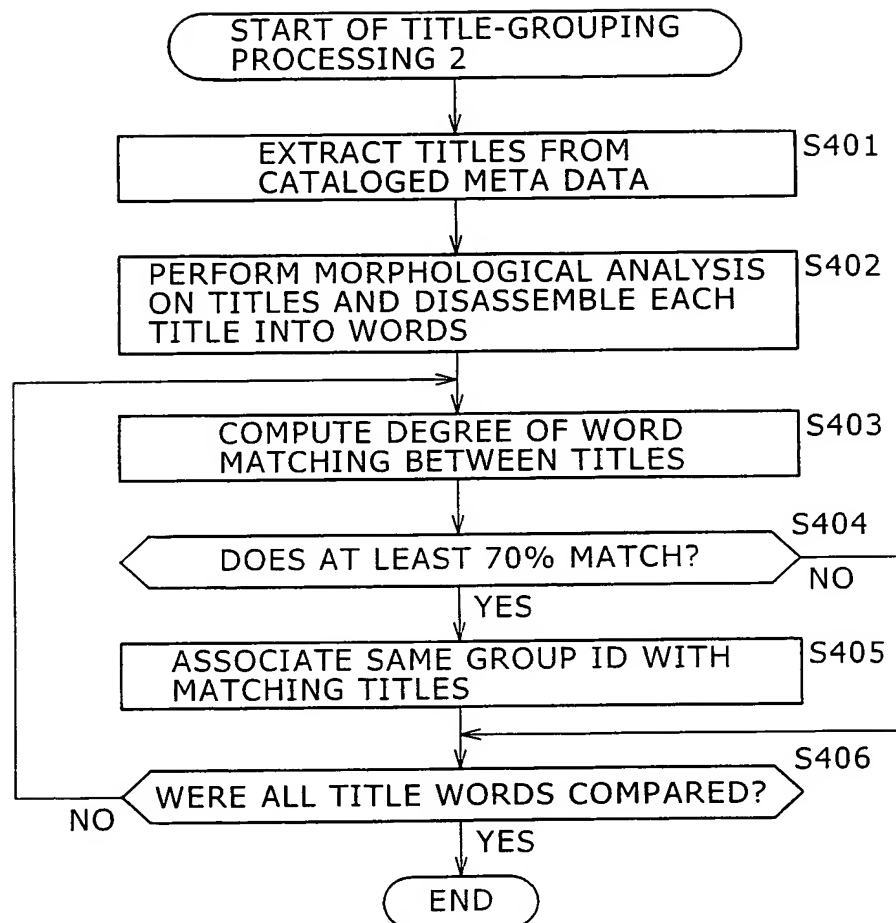 START OF TITLE-GROUPING
PROCESSING 2
EXTRACT TITLES FROM
CATALOGED META DATA
S401
PERFORM MORPHOLOGICAL ANALYSIS
ON TITLES AND DISASSEMBLE EACH
TITLE INTO WORDS
S402
COMPUTE DEGREE OF WORD
MATCHING BETWEEN TITLES
S403
S404
DOES AT LEAST 70% MATCH?
NO
YES
ASSOCIATE SAME GROUP ID WITH
MATCHING TITLES
S405
S406
WERE ALL TITLE WORDS COMPARED?
NO
YES
END